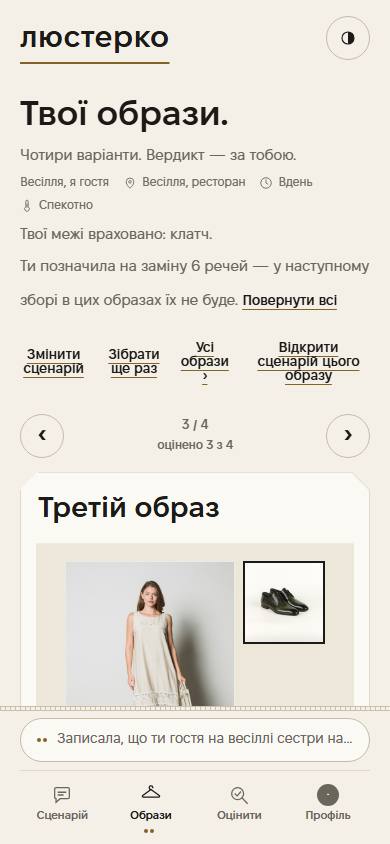 люстерко
Твої образи.
Чотири варіанти. Вердикт — за тобою.
Весілля, я гостя Весілля, ресторан Вдень
Спекотно
Твої межі враховано: клатч.
Ти позначила на заміну 6 речей — у наступному
зборі в цих образах їх не буде. Повернути всі
Змінити
сценарій
Зібрати
ще раз
Усі
образи
›
Відкрити
сценарій цього
образу
‹
3 / 4
оцінено 3 з 4
›
Третій образ
Записала, що ти гостя на весіллі сестри на...
Сценарій Образи Оцінити Профіль